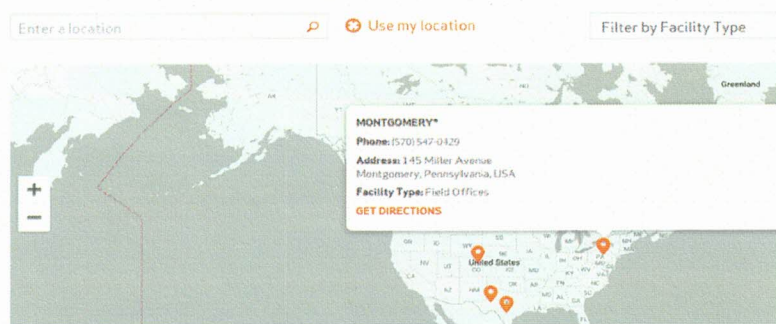 Enter a location
Use my location
Filter by Facility Type
Greenland
MONTGOMERY*
Phone: (570) 547-0429
Address: 145 Miller Avenue
Montgomery, Pennsylvania, USA
Facility Type: Field Offices
GET DIRECTIONS
+
−
United States